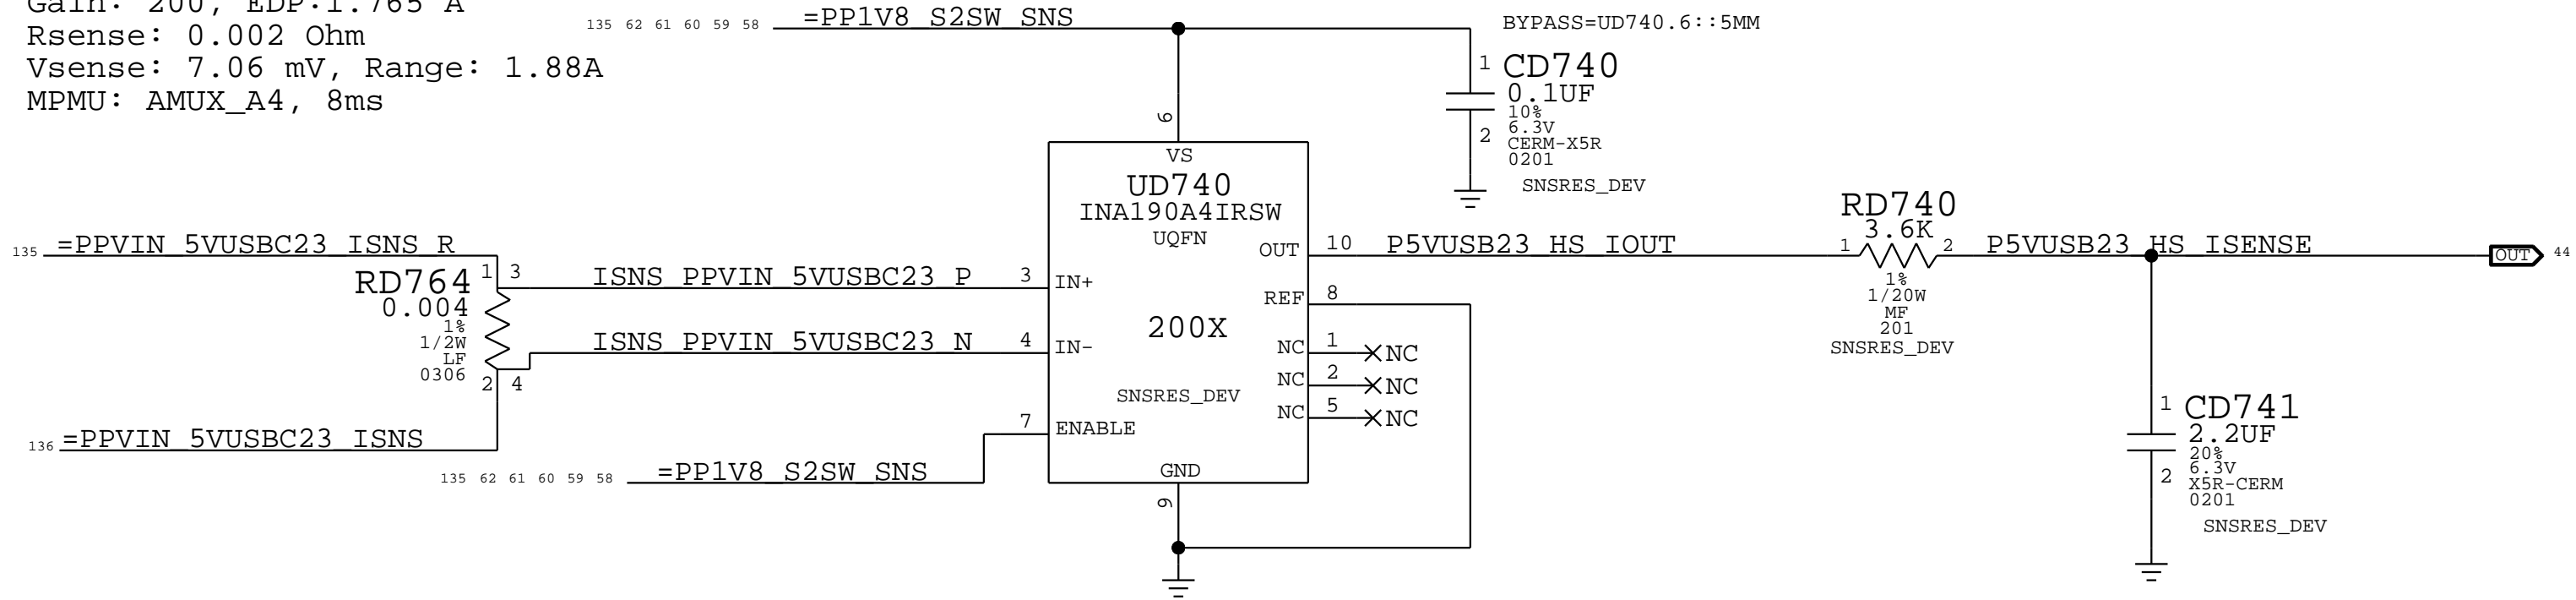 Gain: 200, EDP:1.765 A
Rsense: 0.002 Ohm
Vsense: 7.06 mV, Range: 1.88A
MPMU: AMUX_A4, 8ms
135 62 61 60 59 58 =PP1V8_S2SW_SNS
BYPASS=UD740.6::5MM
1 CD740
0.1UF
10%
6.3V
2 CERM-X5R
0201
SNSRES_DEV
6
VS
UD740
INA190A4IRSW
UQFN
200X
SNSRES_DEV
135 =PPVIN_5VUSBC23_ISNS_R
RD764
0.004
1%
1/2W
LF
0306
1 3
2 4
ISNS_PPVIN_5VUSBC23_P 3 IN+
ISNS_PPVIN_5VUSBC23_N 4 IN-
136 =PPVIN_5VUSBC23_ISNS
7 ENABLE
135 62 61 60 59 58 =PP1V8_S2SW_SNS
GND
9
OUT 10 P5VUSB23_HS_IOUT
REF 8
NC 1 NC
NC 2 NC
NC 5 NC
RD740
3.6K
1 2
1%
1/20W
MF
201
SNSRES_DEV
P5VUSB23_HS_ISENSE
OUT 44
1 CD741
2.2UF
20%
6.3V
2 X5R-CERM
0201
SNSRES_DEV